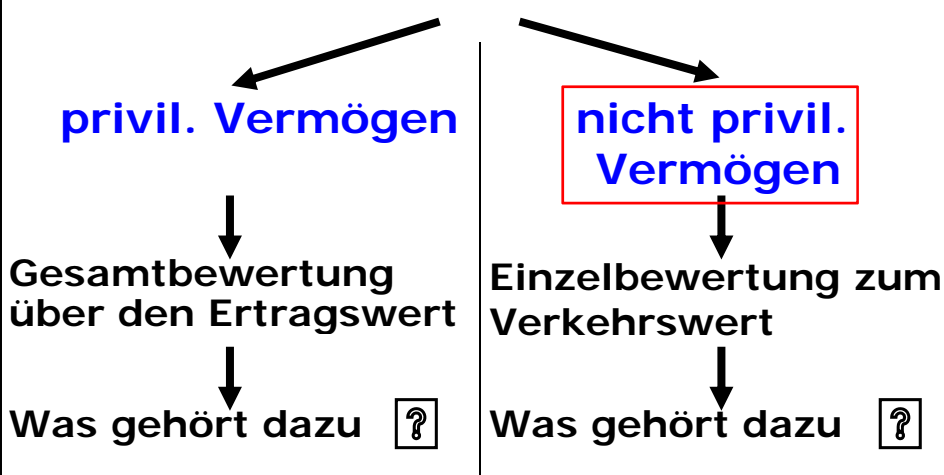 privil. Vermögen
Gesamtbewertung
über den Ertragswert
Was gehört dazu ?
nicht privil.
Vermögen
Einzelbewertung zum
Verkehrswert
Was gehört dazu ?